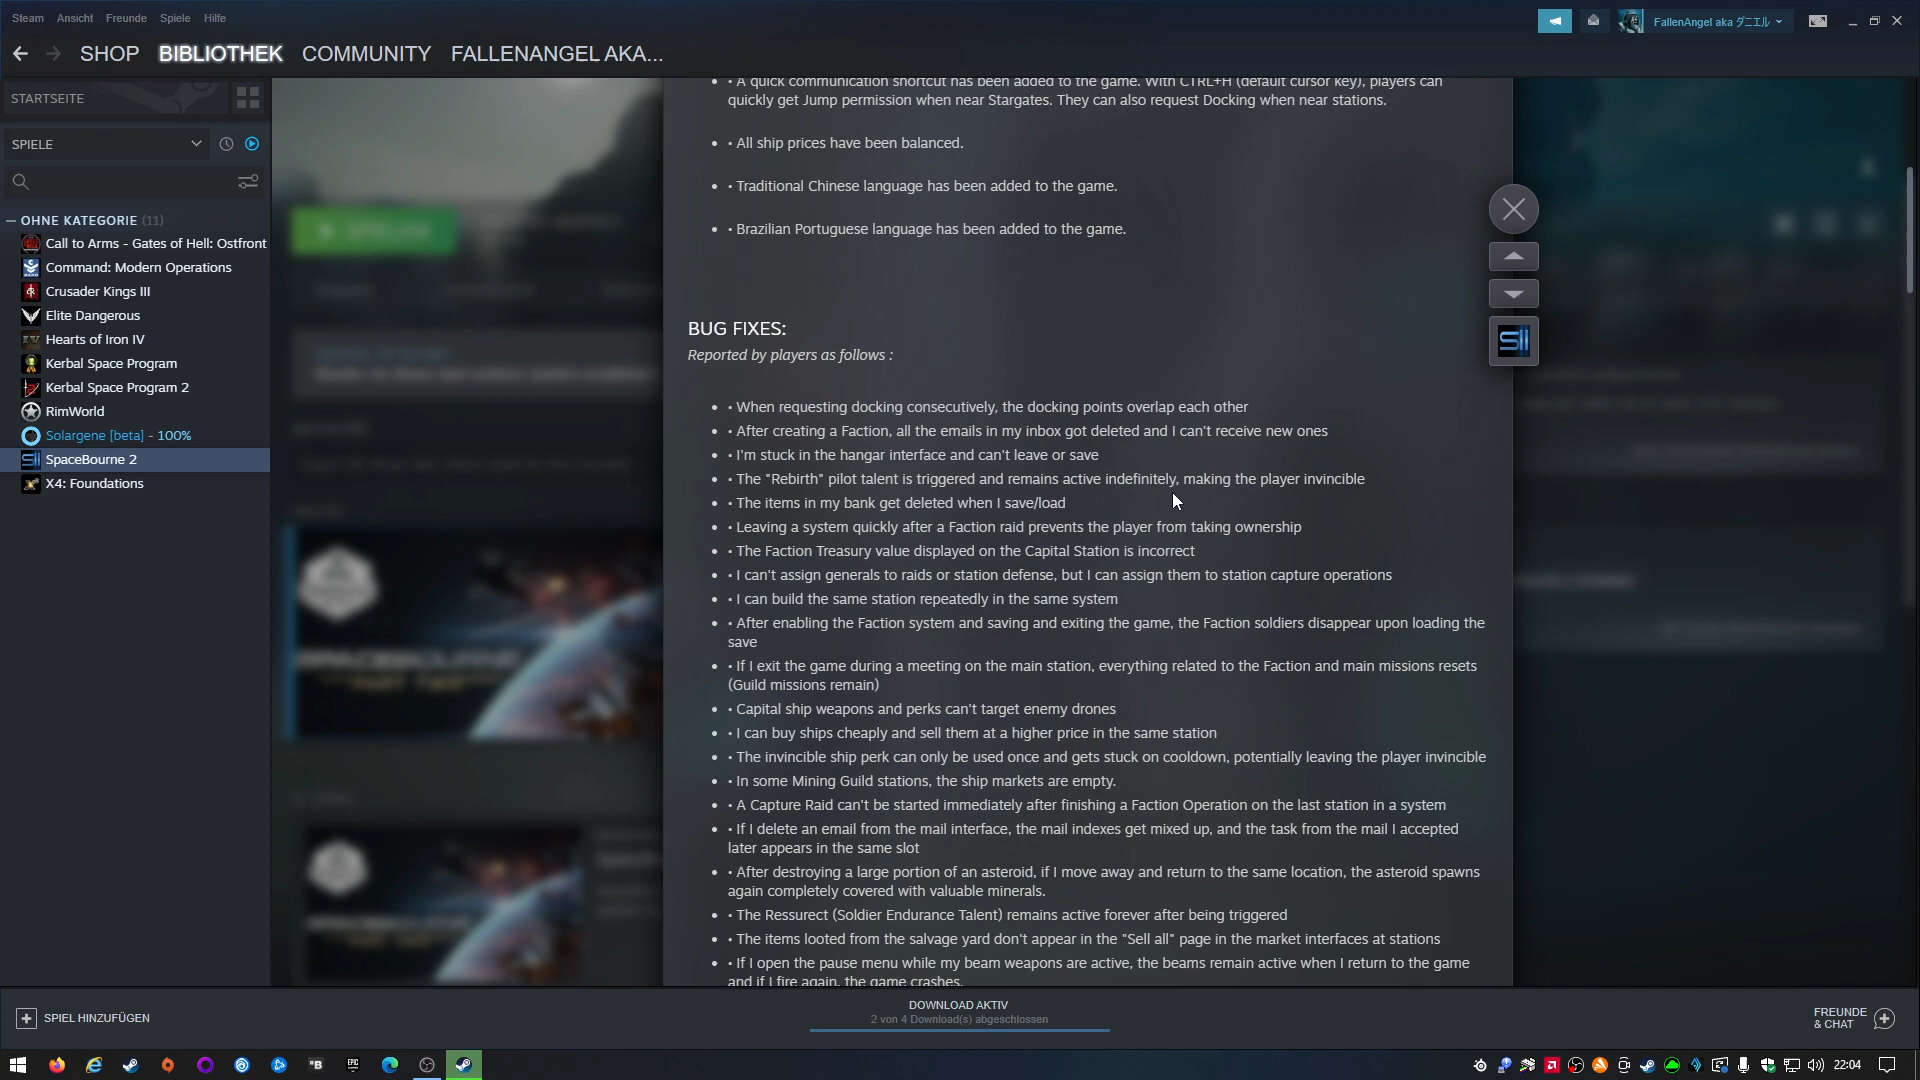 Steam Ansicht Freunde Spiele Hilfe
FallenAngel aka ダニエル
SHOP BIBLIOTHEK COMMUNITY FALLENANGEL AKA...
STARTSEITE
SPIELE
OHNE KATEGORIE (11)
Call to Arms - Gates of Hell: Ostfront
Command: Modern Operations
Crusader Kings III
Elite Dangerous
Hearts of Iron IV
Kerbal Space Program
Kerbal Space Program 2
RimWorld
Solargene [beta] - 100%
SpaceBourne 2
X4: Foundations
• A quick communication shortcut has been added to the game. With CTRL+H (default cursor key), players can
quickly get Jump permission when near Stargates. They can also request Docking when near stations.
• All ship prices have been balanced.
• Traditional Chinese language has been added to the game.
• Brazilian Portuguese language has been added to the game.
BUG FIXES:
Reported by players as follows :
• When requesting docking consecutively, the docking points overlap each other
• After creating a Faction, all the emails in my inbox got deleted and I can't receive new ones
• I'm stuck in the hangar interface and can't leave or save
• The "Rebirth" pilot talent is triggered and remains active indefinitely, making the player invincible
• The items in my bank get deleted when I save/load
• Leaving a system quickly after a Faction raid prevents the player from taking ownership
• The Faction Treasury value displayed on the Capital Station is incorrect
• I can't assign generals to raids or station defense, but I can assign them to station capture operations
• I can build the same station repeatedly in the same system
• After enabling the Faction system and saving and exiting the game, the Faction soldiers disappear upon loading the
save
• If I exit the game during a meeting on the main station, everything related to the Faction and main missions resets
(Guild missions remain)
• Capital ship weapons and perks can't target enemy drones
• I can buy ships cheaply and sell them at a higher price in the same station
• The invincible ship perk can only be used once and gets stuck on cooldown, potentially leaving the player invincible
• In some Mining Guild stations, the ship markets are empty.
• A Capture Raid can't be started immediately after finishing a Faction Operation on the last station in a system
• If I delete an email from the mail interface, the mail indexes get mixed up, and the task from the mail I accepted
later appears in the same slot
• After destroying a large portion of an asteroid, if I move away and return to the same location, the asteroid spawns
again completely covered with valuable minerals.
• The Ressurect (Soldier Endurance Talent) remains active forever after being triggered
• The items looted from the salvage yard don't appear in the "Sell all" page in the market interfaces at stations
• If I open the pause menu while my beam weapons are active, the beams remain active when I return to the game
and if I fire again, the game crashes.
SPIELEN
SPIEL HINZUFÜGEN
DOWNLOAD AKTIV
2 von 4 Download(s) abgeschlossen
FREUNDE
& CHAT
22:04